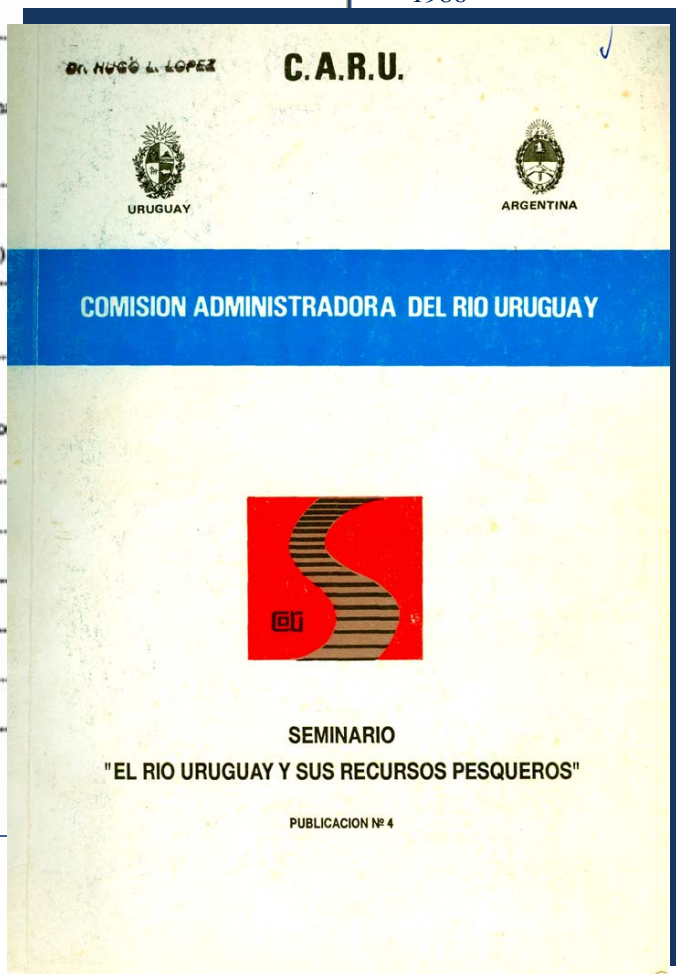 Dr. HUGO L. LOPEZ
C.A.R.U.
URUGUAY
ARGENTINA
COMISION ADMINISTRADORA DEL RIO URUGUAY
SEMINARIO
"EL RIO URUGUAY Y SUS RECURSOS PESQUEROS"
PUBLICACION Nº 4